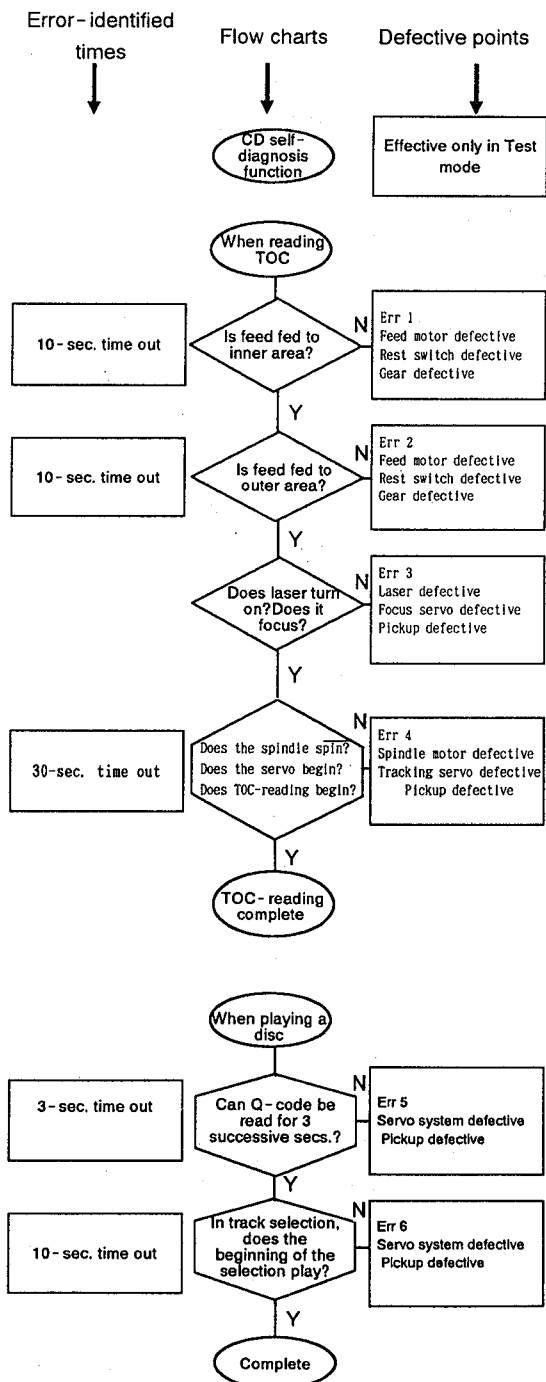 Error-identified
times
Flow charts
Defective points
CD self-
diagnosis
function
Effective only in Test
mode
When reading
TOC
10-sec. time out
Is feed fed to
inner area?
N
Err 1
Feed motor defective
Rest switch defective
Gear defective
Y
10-sec. time out
Is feed fed to
outer area?
N
Err 2
Feed motor defective
Rest switch defective
Gear defective
Y
Does laser turn
on?Does it
focus?
N
Err 3
Laser defective
Focus servo defective
Pickup defective
Y
30-sec. time out
Does the spindle spin?
Does the servo begin?
Does TOC-reading begin?
N
Err 4
Spindle motor defective
Tracking servo defective
Pickup defective
Y
TOC-reading
complete
When playing a
disc
3-sec. time out
Can Q-code be
read for 3
successive secs.?
N
Err 5
Servo system defective
Pickup defective
Y
10-sec. time out
In track selection,
does the
beginning of the
selection play?
N
Err 6
Servo system defective
Pickup defective
Y
Complete